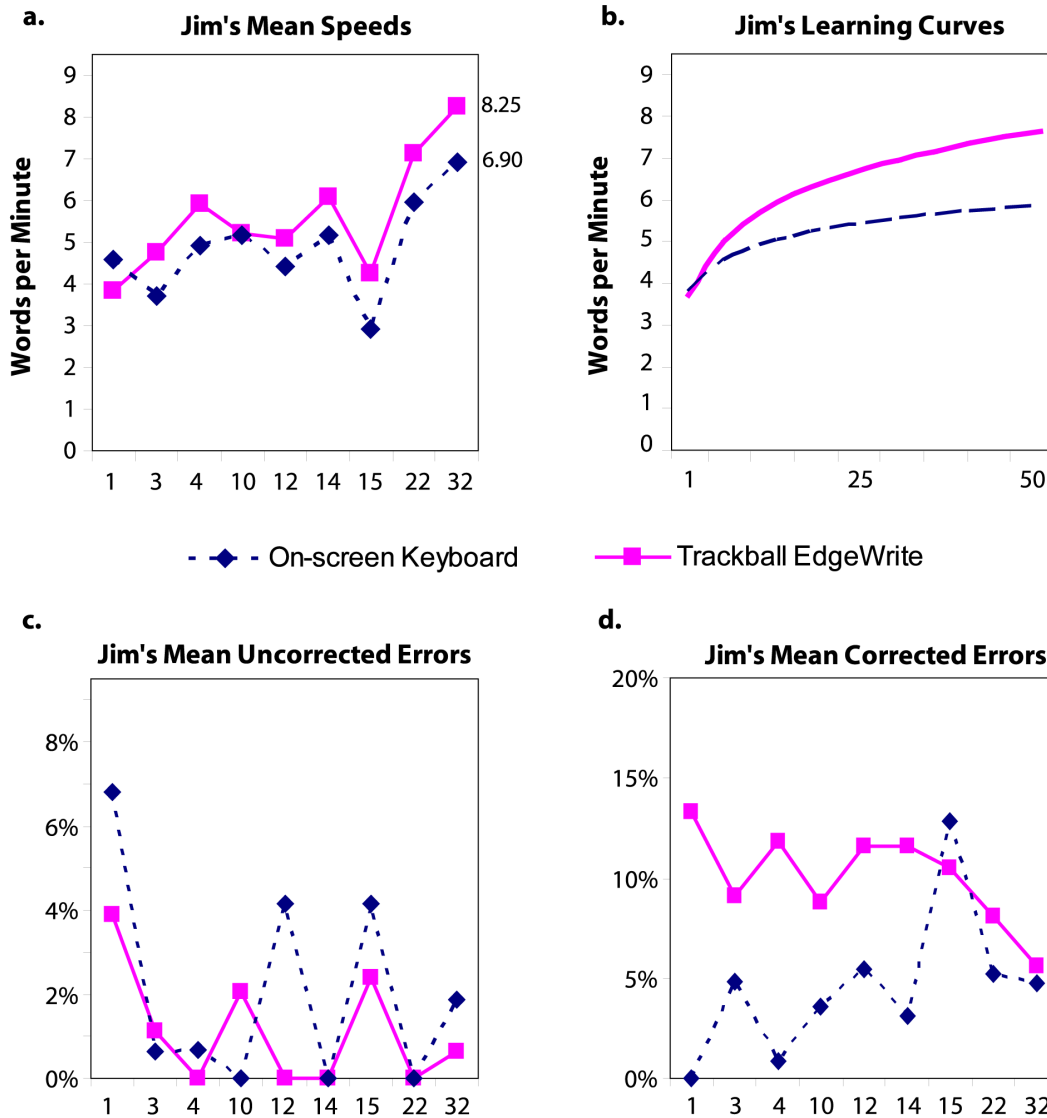 a.
Jim's Mean Speeds
Words per Minute
9
8
7
6
5
4
3
2
1
0
8.25
6.90
1 3 4 10 12 14 15 22 32
b.
Jim's Learning Curves
Words per Minute
9
8
7
6
5
4
3
2
1
0
1 25 50
On-screen Keyboard
Trackball EdgeWrite
c.
Jim's Mean Uncorrected Errors
8%
6%
4%
2%
0%
1 3 4 10 12 14 15 22 32
d.
Jim's Mean Corrected Errors
20%
15%
10%
5%
0%
1 3 4 10 12 14 15 22 32